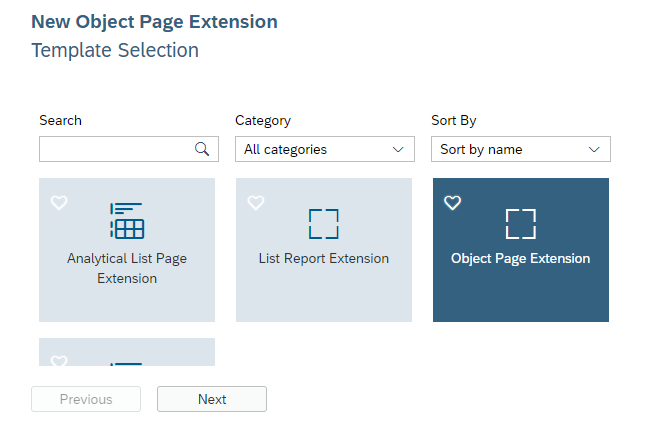 New Object Page Extension
Template Selection
Search
Category
Sort By
All categories
Sort by name
Analytical List Page
Extension
List Report Extension
Object Page Extension
Previous
Next